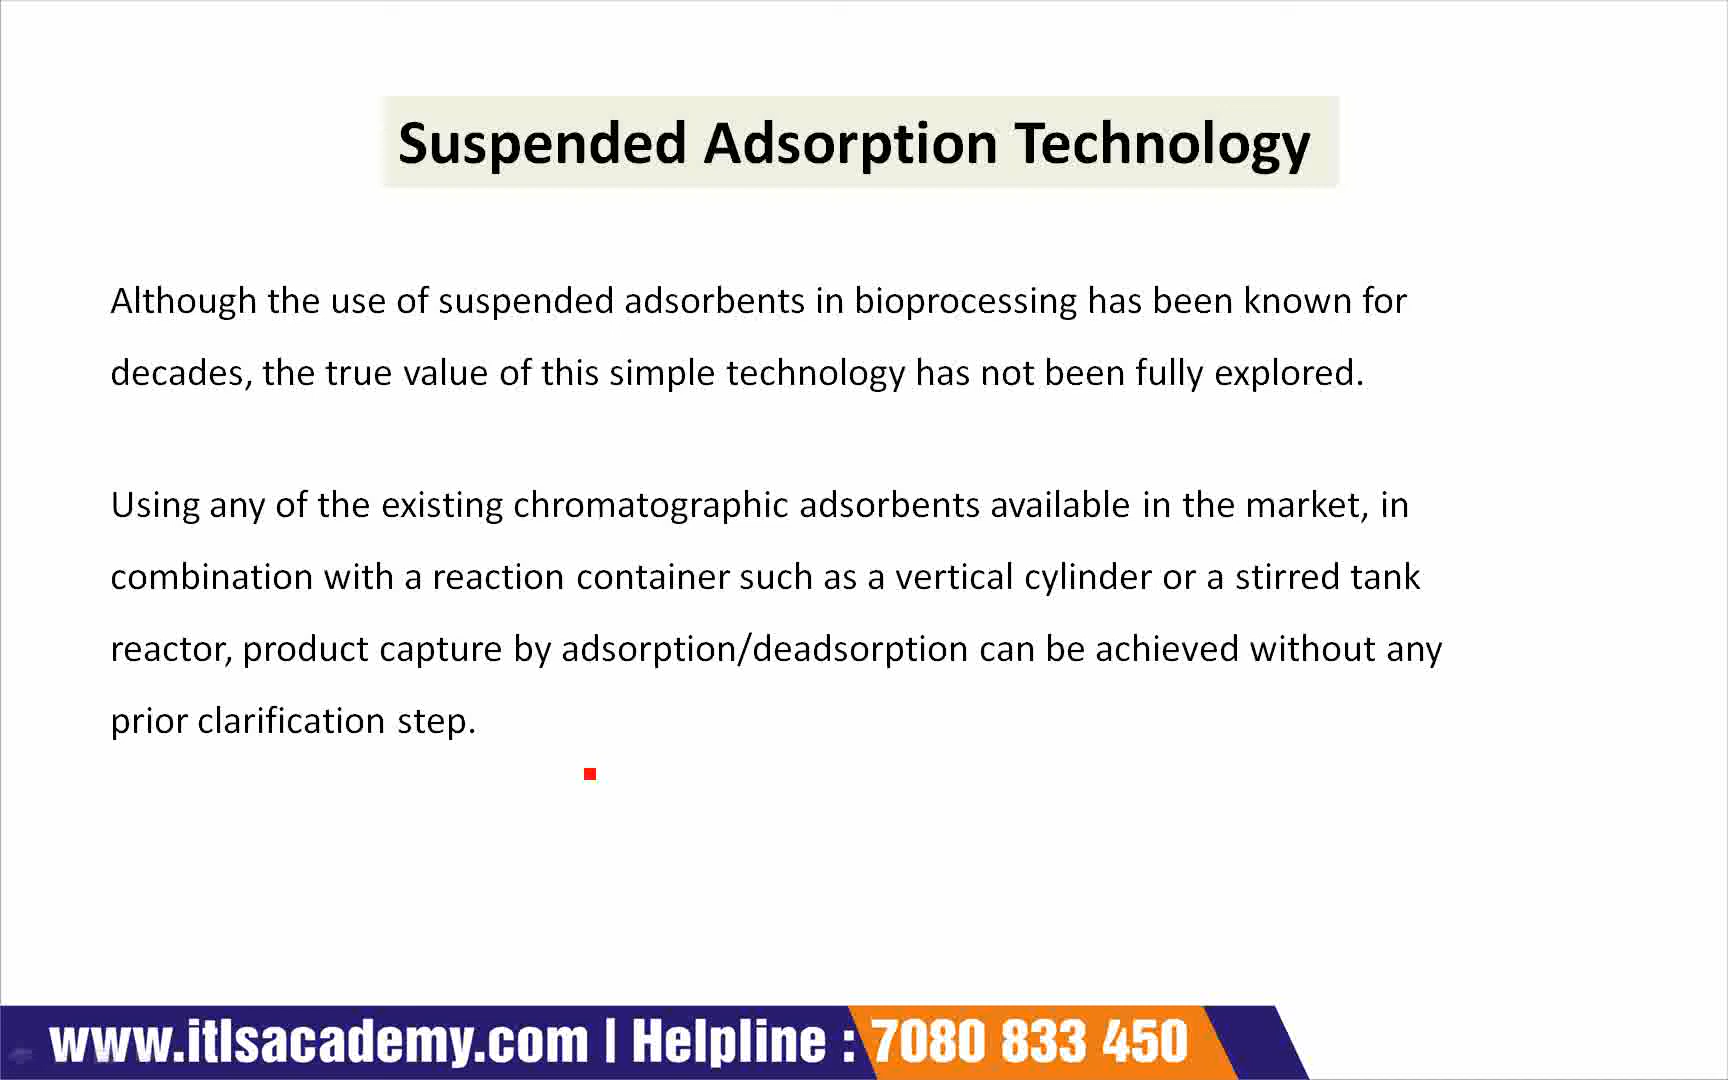 Suspended Adsorption Technology
Although the use of suspended adsorbents in bioprocessing has been known for
decades, the true value of this simple technology has not been fully explored.
Using any of the existing chromatographic adsorbents available in the market, in
combination with a reaction container such as a vertical cylinder or a stirred tank
reactor, product capture by adsorption/deadsorption can be achieved without any
prior clarification step.
www.itlsacademy.com | Helpline : 7080 833 450